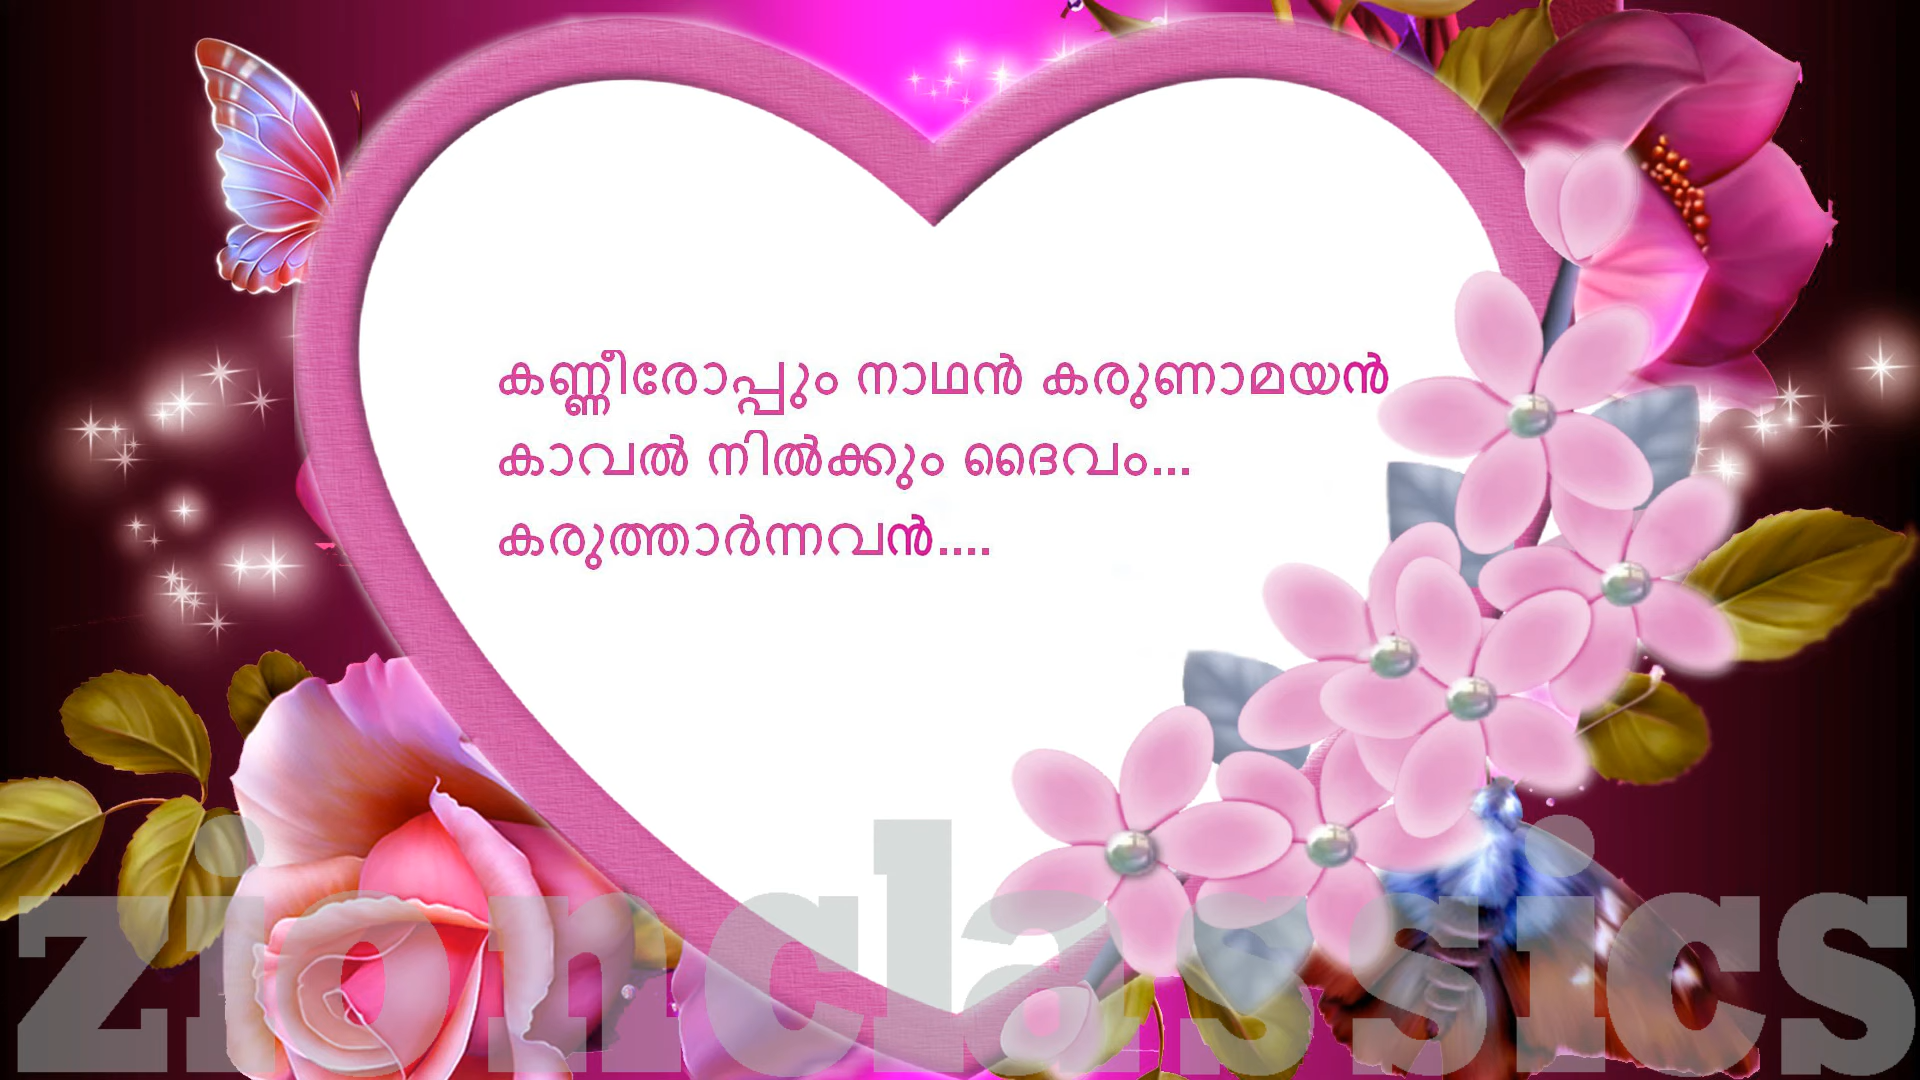 കണ്ണീരോപ്പും നാഥൻ കരുണാമയൻ
കാവൽ നിൽക്കും ദൈവം...
കരുത്താർന്നവൻ....
zionclassics